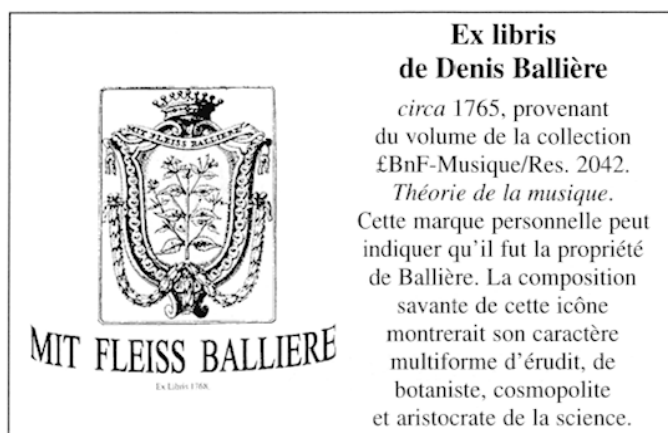 MIT FLEISS BALLIERE
MIT FLEISS BALLIERE
Ex Libris 1768.
Ex libris
de Denis Ballière
circa 1765, provenant
du volume de la collection
£BnF-Musique/Res. 2042.
Théorie de la musique.
Cette marque personnelle peut
indiquer qu’il fut la propriété
de Ballière. La composition
savante de cette icône
montrerait son caractère
multiforme d’érudit, de
botaniste, cosmopolite
et aristocrate de la science.